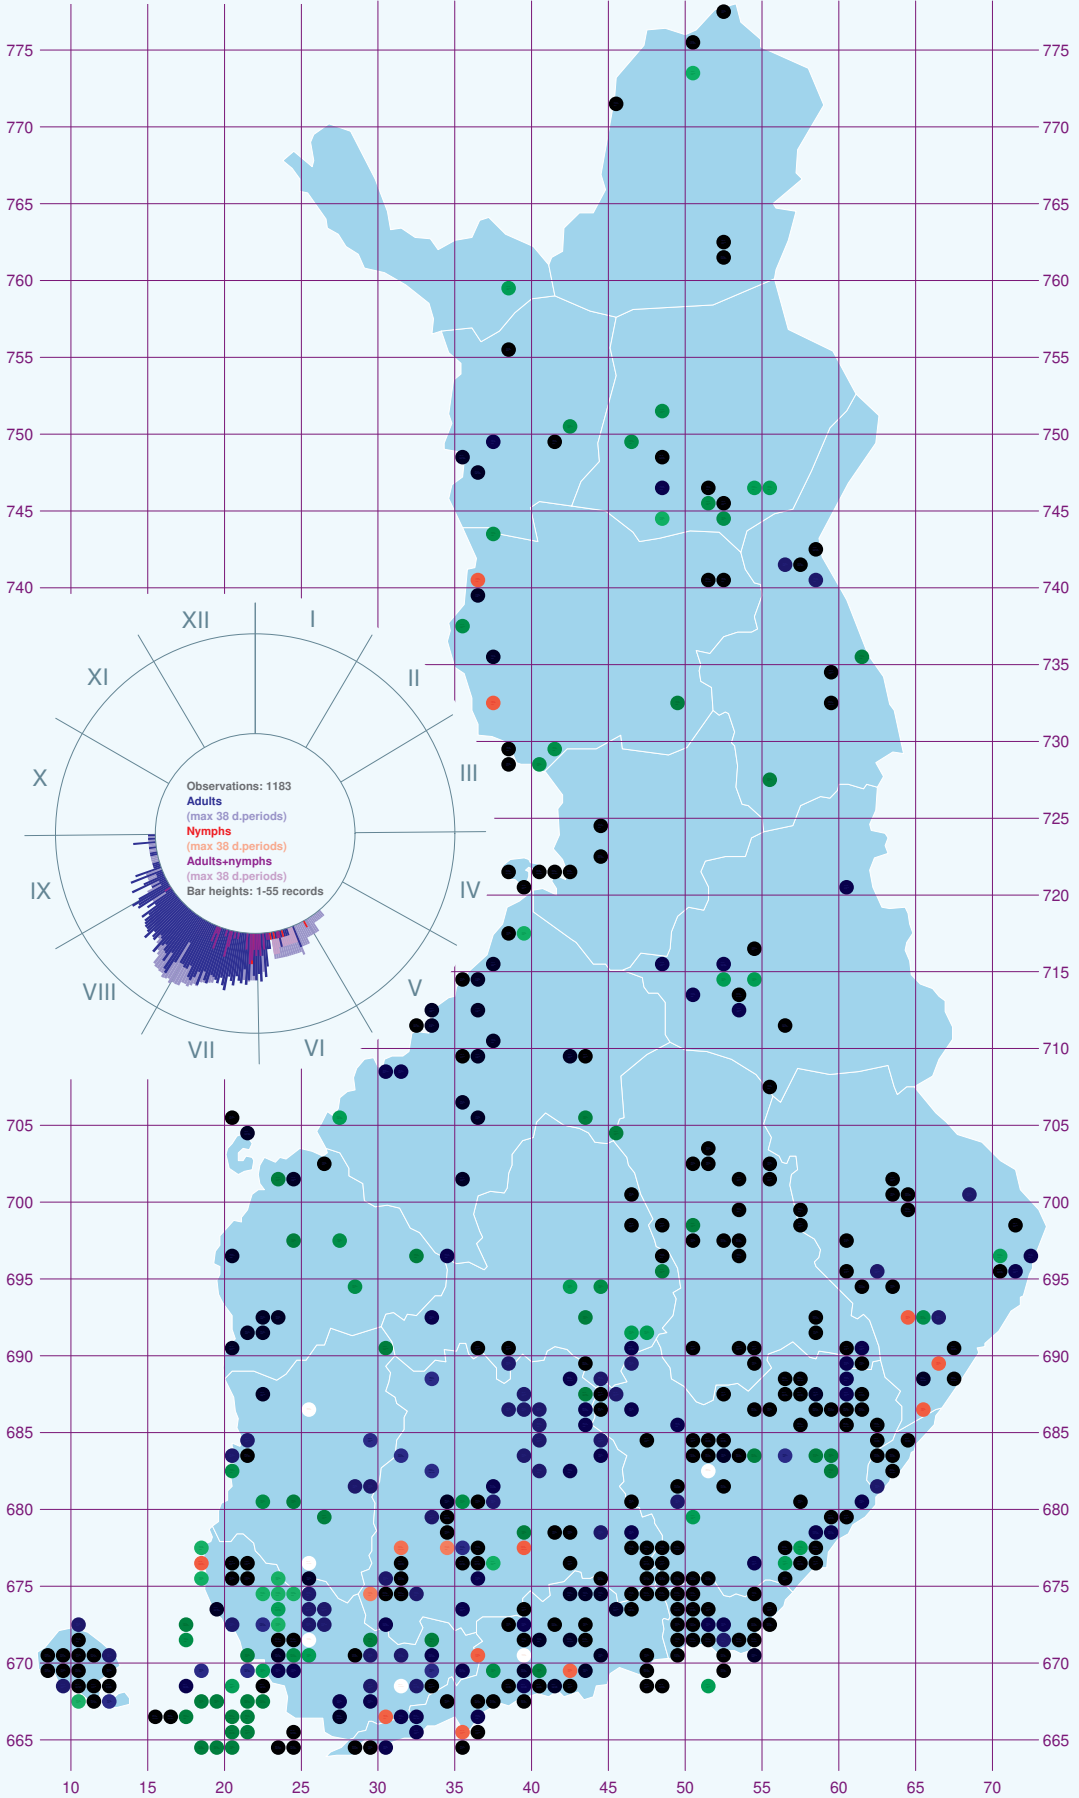 775 775
770 770
765 765
760 760
755 755
750 750
745 745
740 740
XII I
XI II
735
730
X III
Observations: 1183
Adults
(max 38 d.periods)
Nymphs
(max 38 d.periods)
Adults+nymphs
(max 38 d.periods)
Bar heights: 1-55 records
725
IX IV
720
VIII V
715
VII VI
710
705 705
700 700
695 695
690 690
685 685
680 680
675 675
670 670
665 665
10 15 20 25 30 35 40 45 50 55 60 65 70